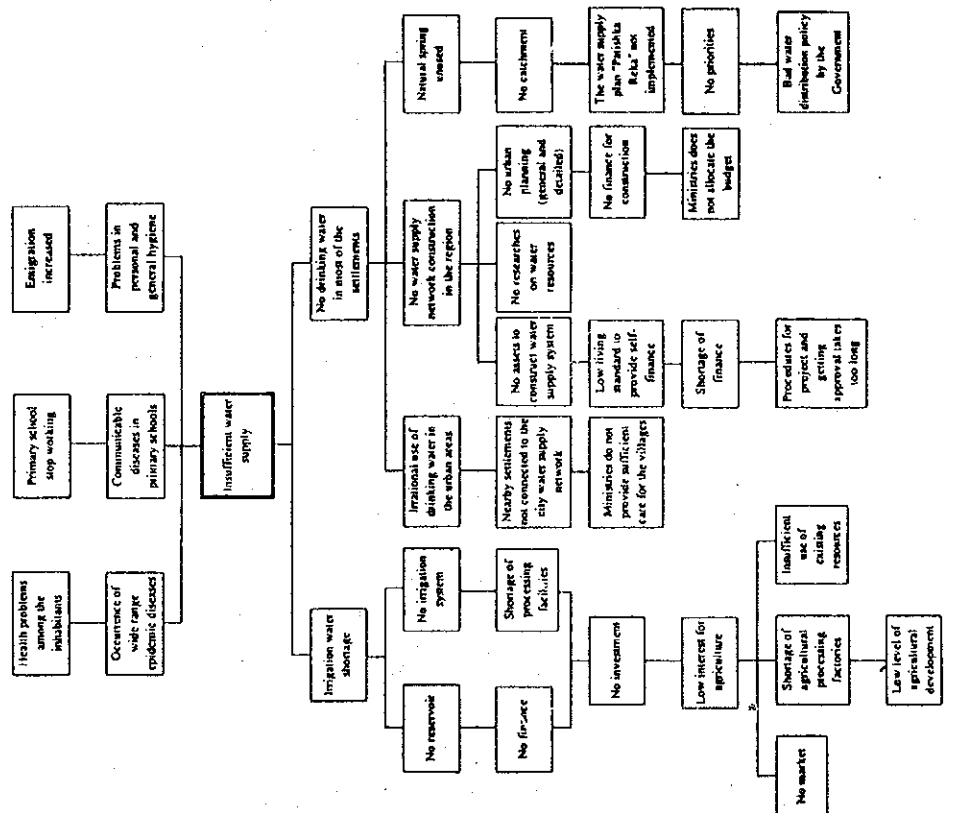 Health problems
among the
inhabitants
Primary school
stop working
Emigration
increased
Occurrence of
wide range
epidemic diseases
Communicable
diseases in
primary schools
Problems in
personal and
general hygiene
Insufficient water
supply
Irrigation water
shortage
No drinking water
in most of the
settlements
No reservoir
No irrigation
system
Irrational use of
drinking water in
the urban areas
No water supply
network construction
in the region
Natural spring
unused
No finance
Shortage of
processing
facilities
Nearby settlements
not connected to the
city water supply
network
No assets to
construct water
supply system
No researches
on water
resources
No urban
planning
(general and
detailed)
No catchment
No investment
Ministries do not
provide sufficient
care for the villages
Low living
standard to
provide self-
finance
No finance for
construction
The water supply
plan "Patishka
Reka" not
implemented
Low interest for
agriculture
Shortage of
finance
Ministries does
not allocate the
budget
No priorities
No market
Shortage of
agricultural
processing
factories
Insufficient
use of
existing
resources
Procedures for
project and
getting
approval takes
too long
Bad water
distribution policy
by the
Government
Low level of
agricultural
development